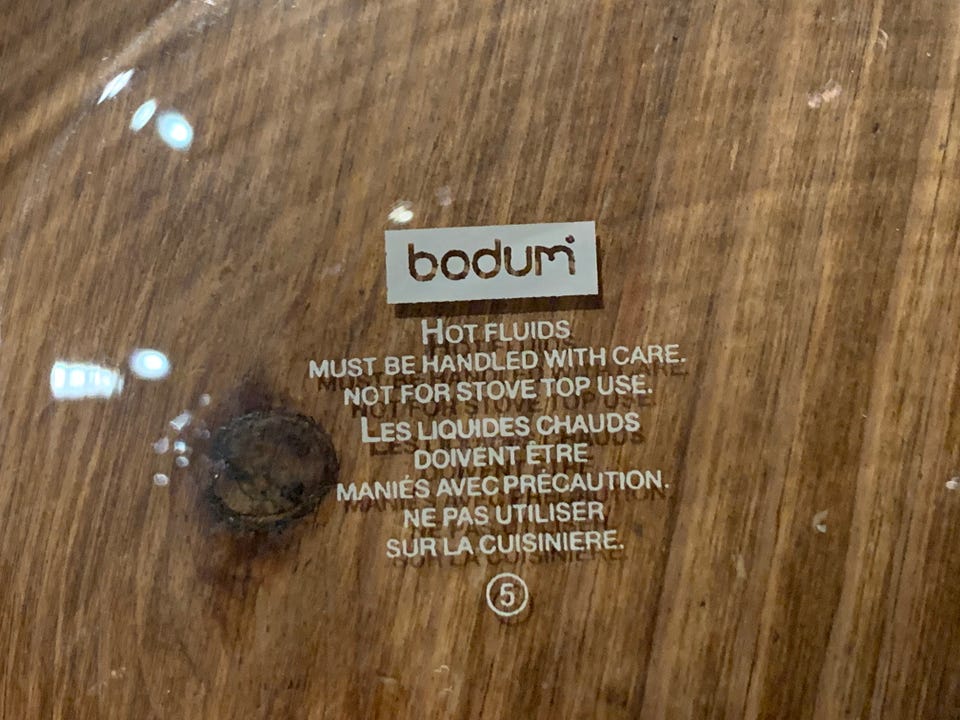 bodum
HOT FLUIDS
MUST BE HANDLED WITH CARE.
NOT FOR STOVE TOP USE.
LES LIQUIDES CHAUDS
DOIVENT ÊTRE
MANIÉS AVEC PRÉCAUTION.
NE PAS UTILISER
SUR LA CUISINIERE.
5